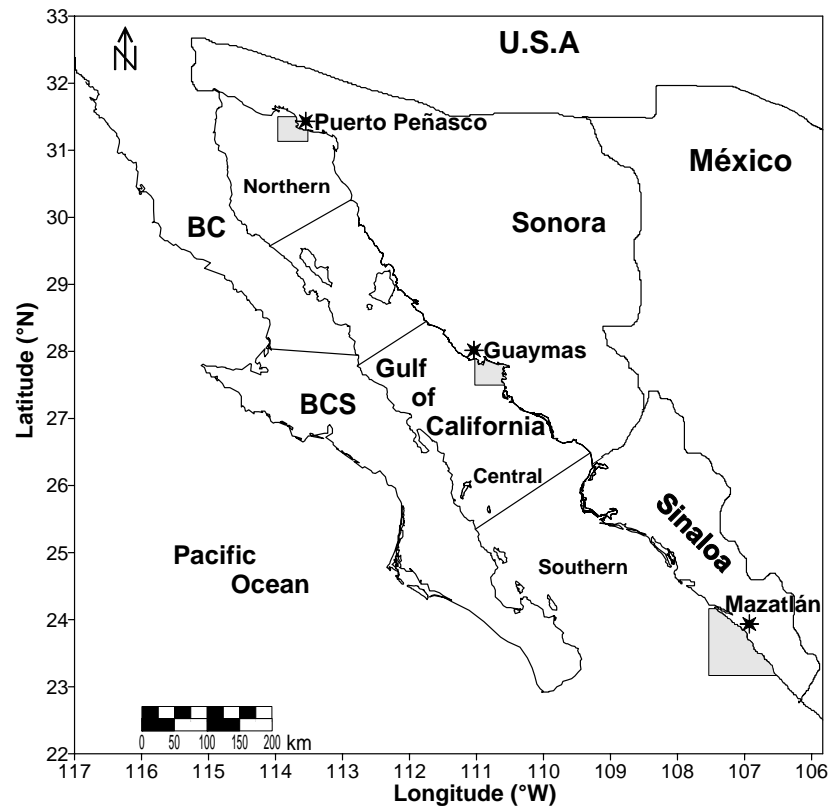 33
32
31
30
29
28
27
26
25
24
23
22
Latitude (°N)
N
U.S.A
Puerto Peñasco
México
Northern
BC
Sonora
Guaymas
Gulf
of
California
BCS
Central
Sinaloa
Pacific
Ocean
Southern
Mazatlán
0 50 100 150 200 km
117 116 115 114 113 112 111 110 109 108 107 106
Longitude (°W)